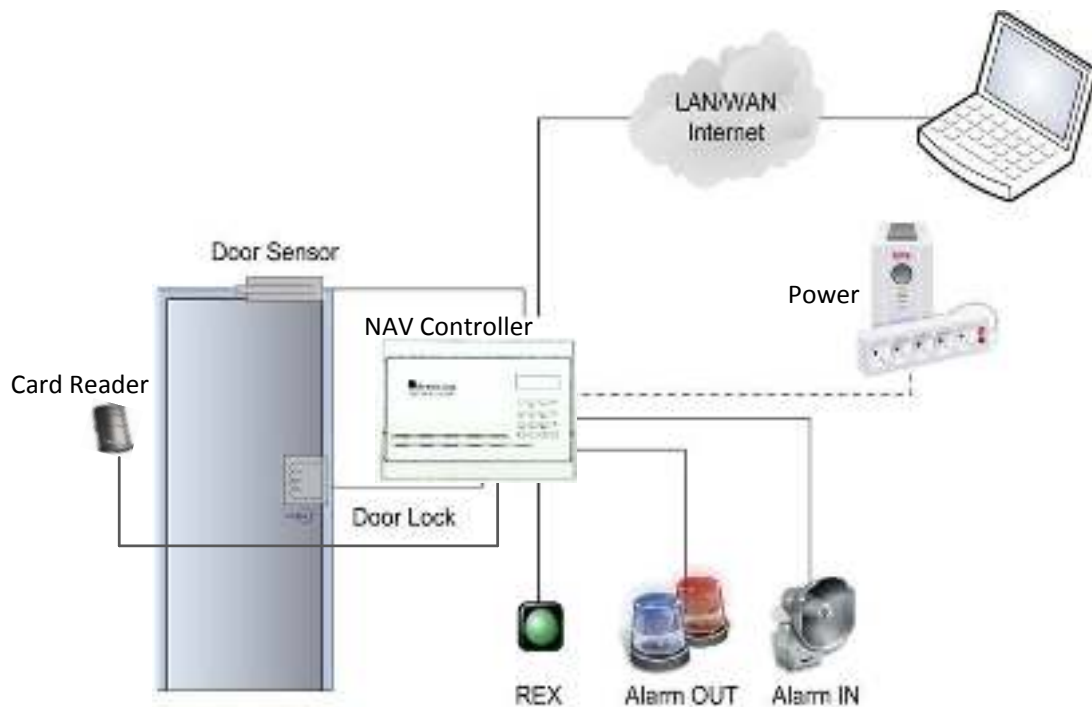 LAN/WAN
Internet
Door Sensor
Power
NAV Controller
Card Reader
Door Lock
REX
Alarm OUT
Alarm IN